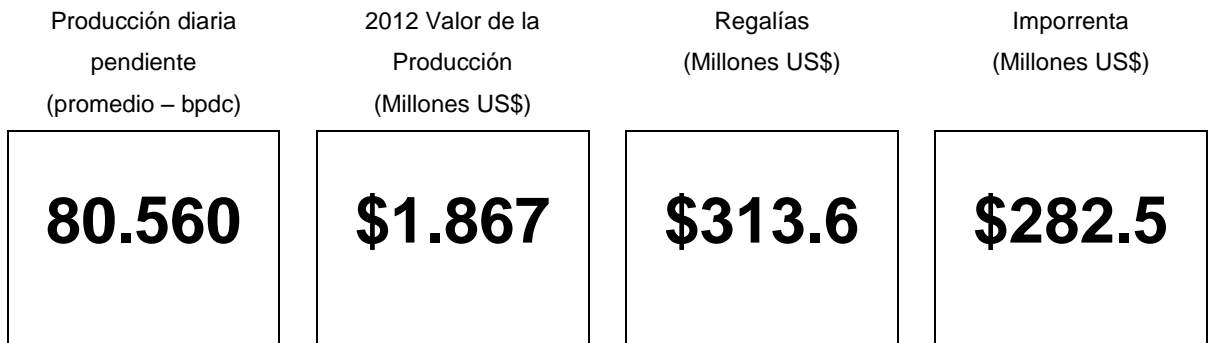 Producción diaria
pendiente
(promedio – bpdc)
80.560
2012 Valor de la
Producción
(Millones US$)
$1.867
Regalías
(Millones US$)
$313.6
Imporrenta
(Millones US$)
$282.5